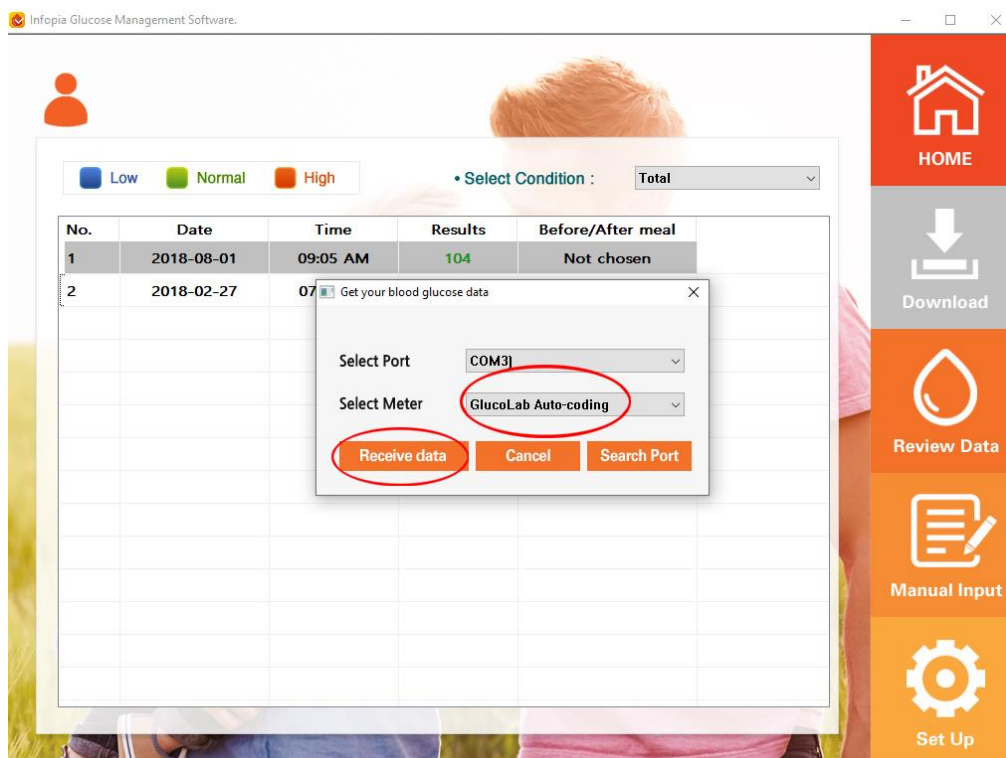 Infopia Glucose Management Software.
HOME
Low Normal High • Select Condition : Total
No. Date Time Results Before/After meal
1 2018-08-01 09:05 AM 104 Not chosen
2 2018-02-27 07
Get your blood glucose data
Select Port COM3)
Select Meter GlucoLab Auto-coding
Receive data Cancel Search Port
Download
Review Data
Manual Input
Set Up